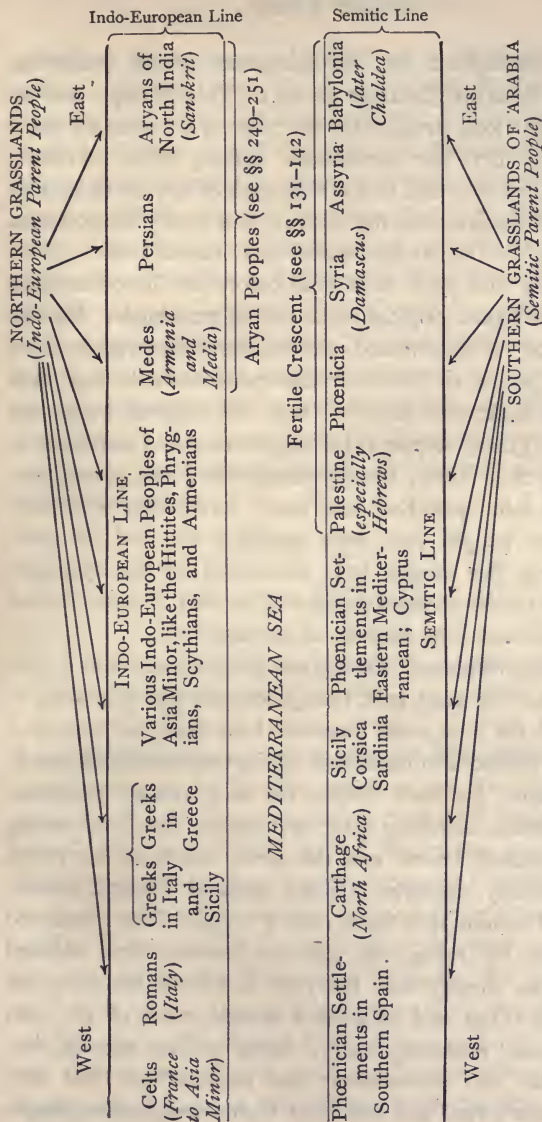 NORTHERN GRASSLANDS
(Indo-European Parent People)
West
East
Indo-European Line
Celts
(France
to Asia
Minor)
Romans
(Italy)
Greeks
in Italy
and
Sicily
Greeks
in
Greece
INDO-EUROPEAN LINE.
Various Indo-European Peoples of
Asia Minor, like the Hittites, Phryg-
ians, Scythians, and Armenians
Medes
(Armenia
and
Media)
Persians
Aryans of
North India
(Sanskrit)
Aryan Peoples (see §§ 249–251)
MEDITERRANEAN SEA
Fertile Crescent (see §§ 131–142)
Semitic Line
Phœnician Settle-
ments in
Southern Spain.
Carthage
(North Africa)
Sicily
Corsica
Sardinia
Phœnician Set-
tlements in
Eastern Mediter-
ranean; Cyprus
Palestine
(especially
Hebrews)
Phœnicia
Syria
(Damascus)
Assyria
Babylonia
(later
Chaldea)
SEMITIC LINE
West
East
SOUTHERN GRASSLANDS OF ARABIA
(Semitic Parent People)